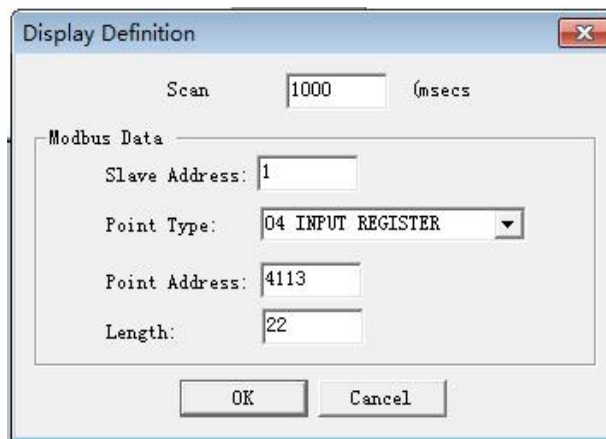 Display Definition
Scan 1000 (msecs
Modbus Data
Slave Address: 1
Point Type: 04 INPUT REGISTER
Point Address: 4113
Length: 22
OK Cancel